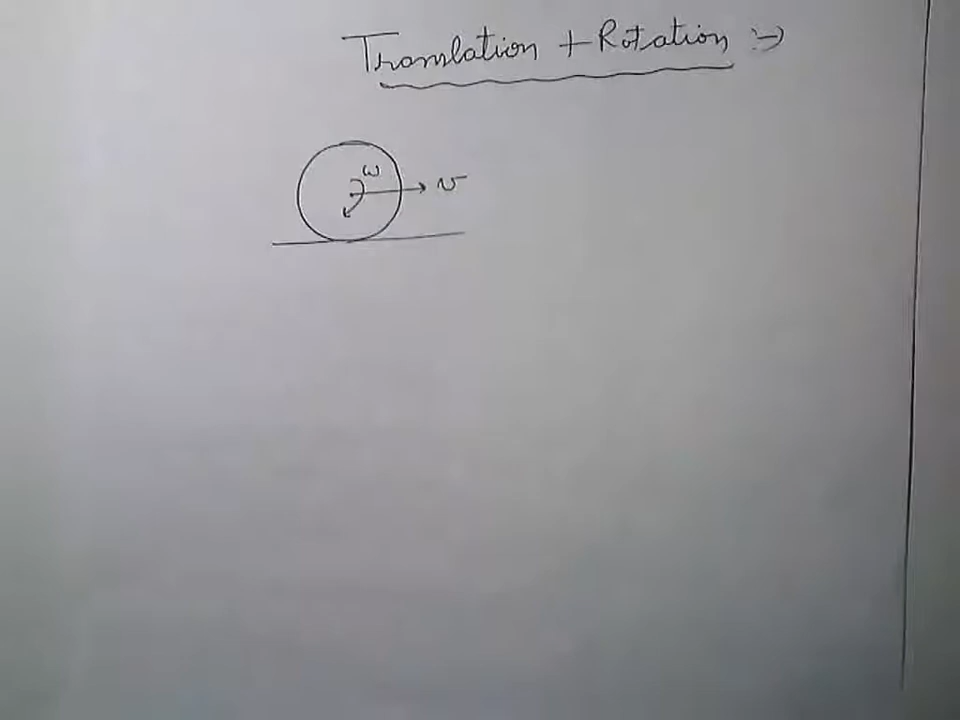 Translation + Rotation :→
ω
v